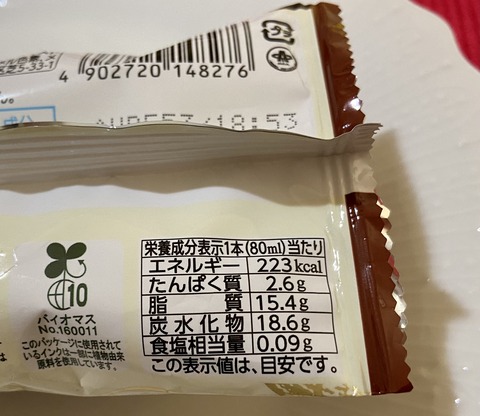 芝5-33-1
4 902720 148276
栄養成分表示1本(80ml)当たり
エネルギー 223kcal
たんぱく質 2.6g
脂質 15.4g
炭水化物 18.6g
食塩相当量 0.09g
この表示値は、目安です。
10
バイオマス
No.160011
このパッケージに使用されて
いるインクは一部に植物由来
原料を使用しています。